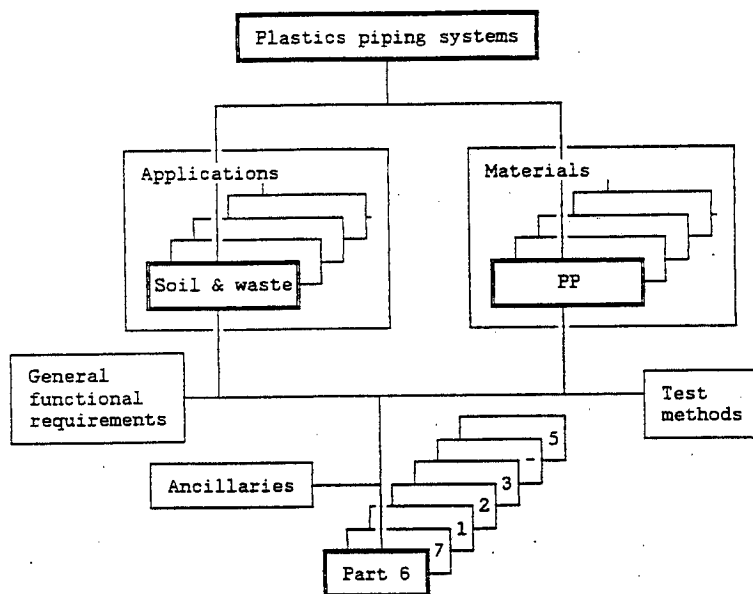 Plastics piping systems
Applications
Materials
Soil & waste
PP
General
functional
requirements
Test
methods
5
-
3
Ancillaries
2
1
7
Part 6